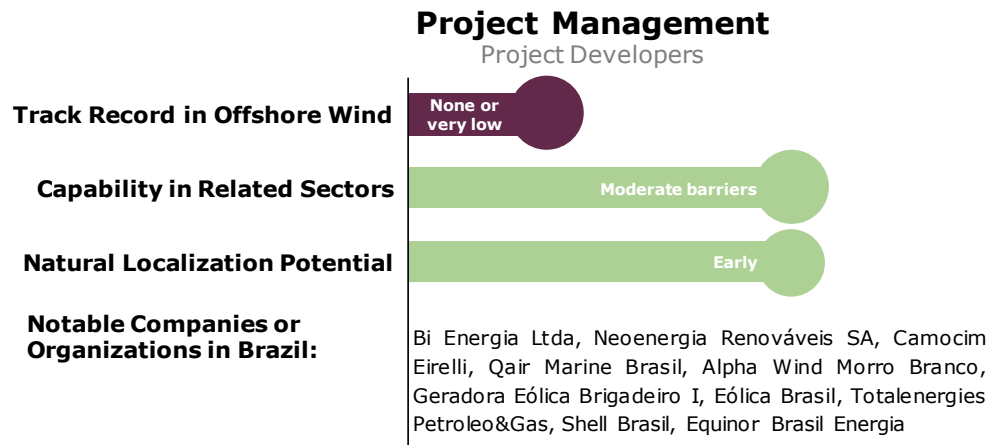 Project Management
Project Developers
Track Record in Offshore Wind
None or
very low
Capability in Related Sectors
Moderate barriers
Natural Localization Potential
Early
Notable Companies or
Organizations in Brazil:
Bi Energia Ltda, Neoenergia Renováveis SA, Camocim
Eirelli, Qair Marine Brasil, Alpha Wind Morro Branco,
Geradora Eólica Brigadeiro I, Eólica Brasil, Totalenergies
Petroleo&Gas, Shell Brasil, Equinor Brasil Energia